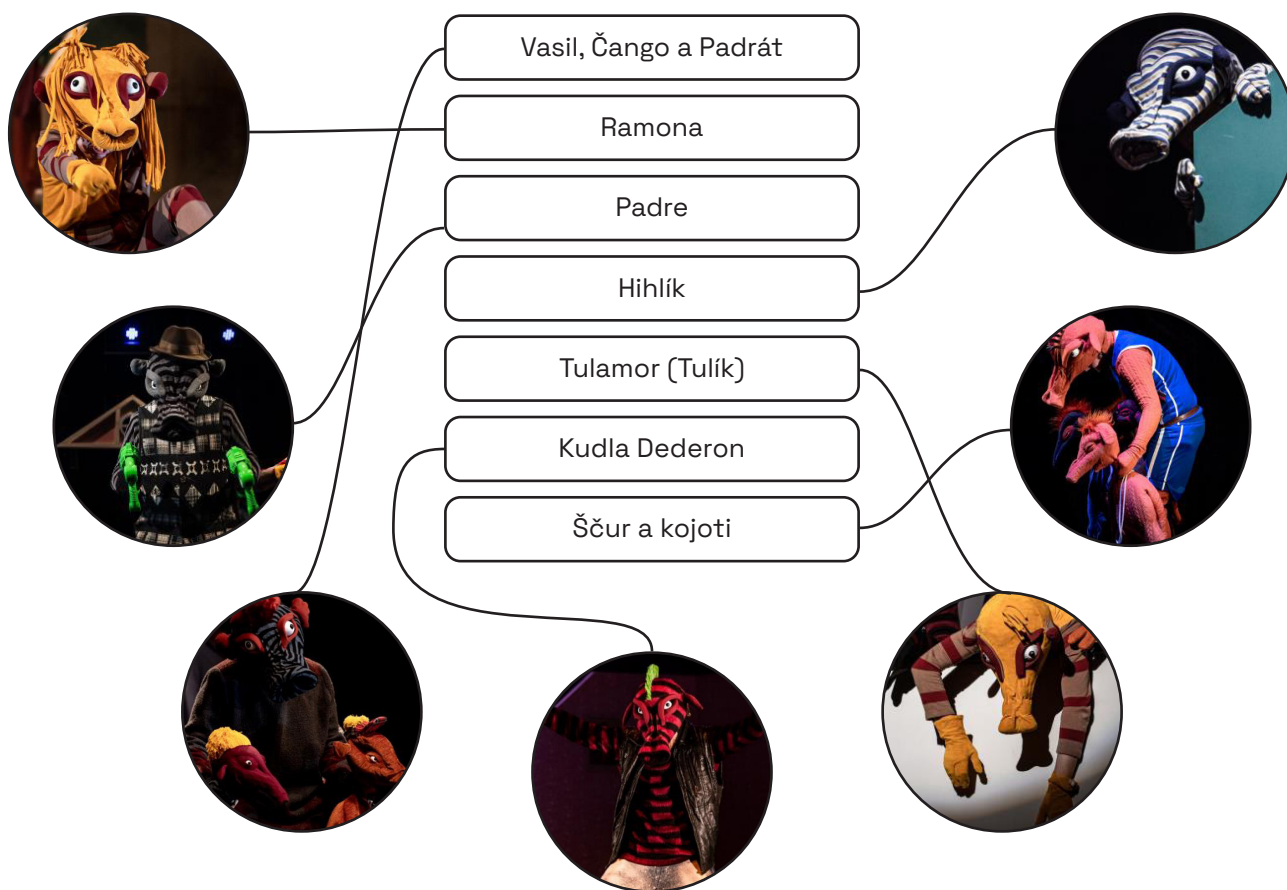 Vasil, Čango a Padrát
Ramona
Padre
Hihlík
Tulamor (Tulík)
Kudla Dederon
Ščur a kojoti